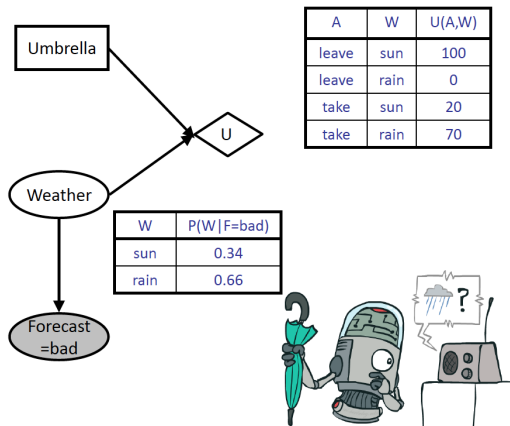 Umbrella
A W U(A,W)
leave sun 100
leave rain 0
take sun 20
take rain 70
U
Weather
W P(W|F=bad)
sun 0.34
rain 0.66
Forecast
=bad
?